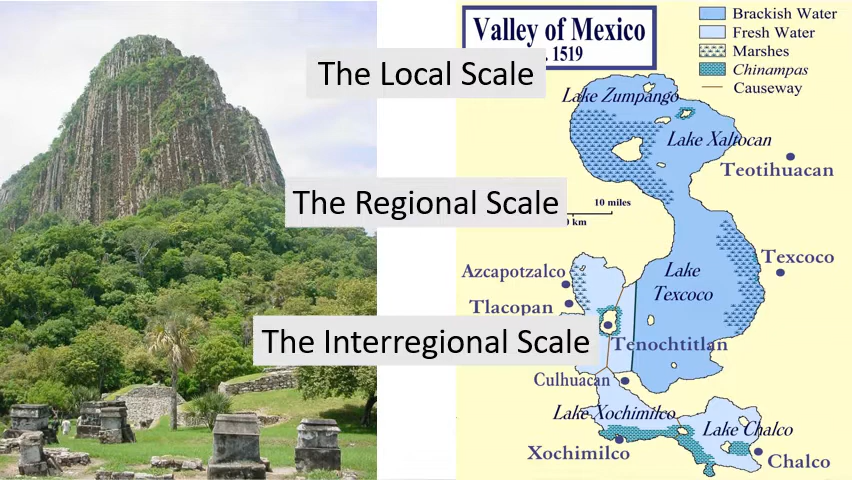 Valley of Mexico
. 1519
Brackish Water
Fresh Water
Marshes
Chinampas
Causeway
The Local Scale
Lake Zumpango
Lake Xaltocan
Teotihuacan
The Regional Scale
10 miles
0 km
Texcoco
Azcapotzalco
Lake
Texcoco
Tlacopan
The Interregional Scale
Tenochtitlan
Culhuacan
Lake Xochimilco
Lake Chalco
Xochimilco
Chalco